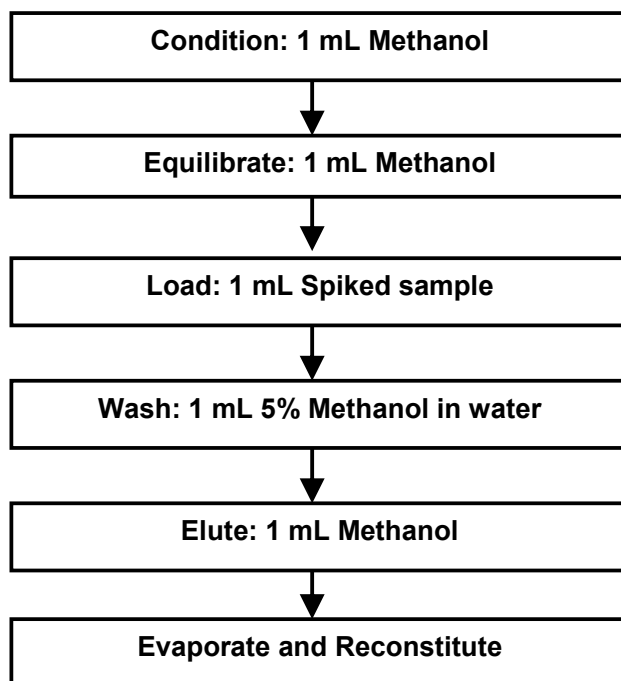 Condition: 1 mL Methanol
Equilibrate: 1 mL Methanol
Load: 1 mL Spiked sample
Wash: 1 mL 5% Methanol in water
Elute: 1 mL Methanol
Evaporate and Reconstitute